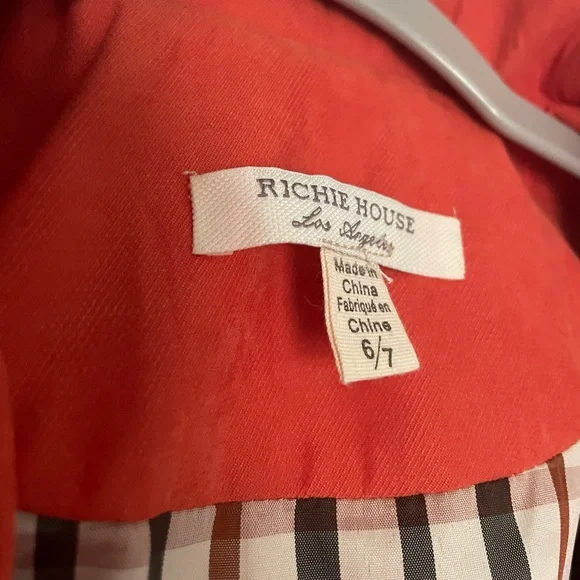 RICHIE HOUSE
Los Angeles
Made in
China
Fabriqué en
Chine
6/7